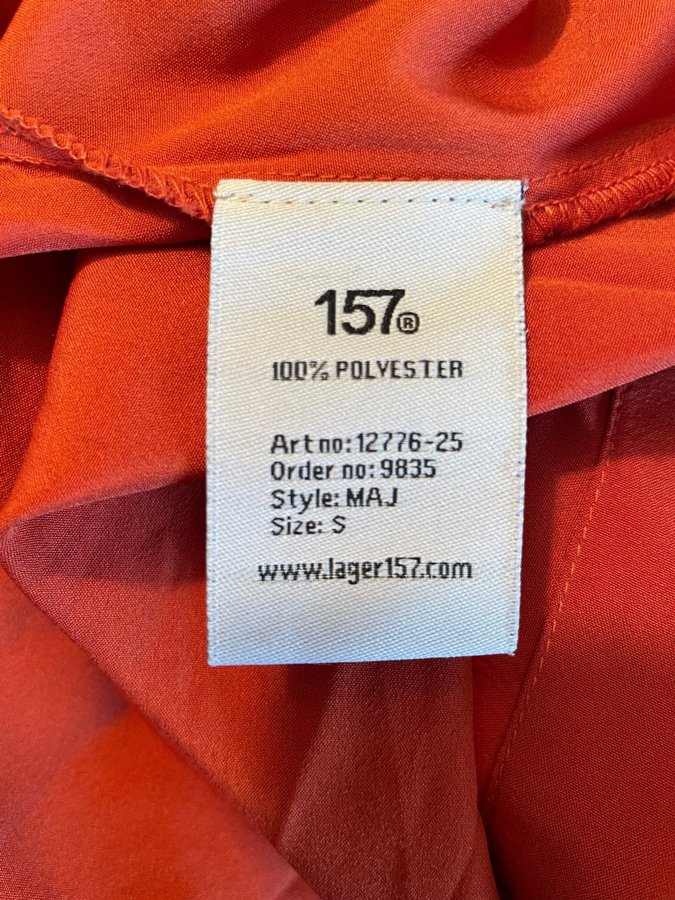 157®
100% POLYESTER
Art no: 12776-25
Order no: 9835
Style: MAJ
Size: S
www.lager157.com